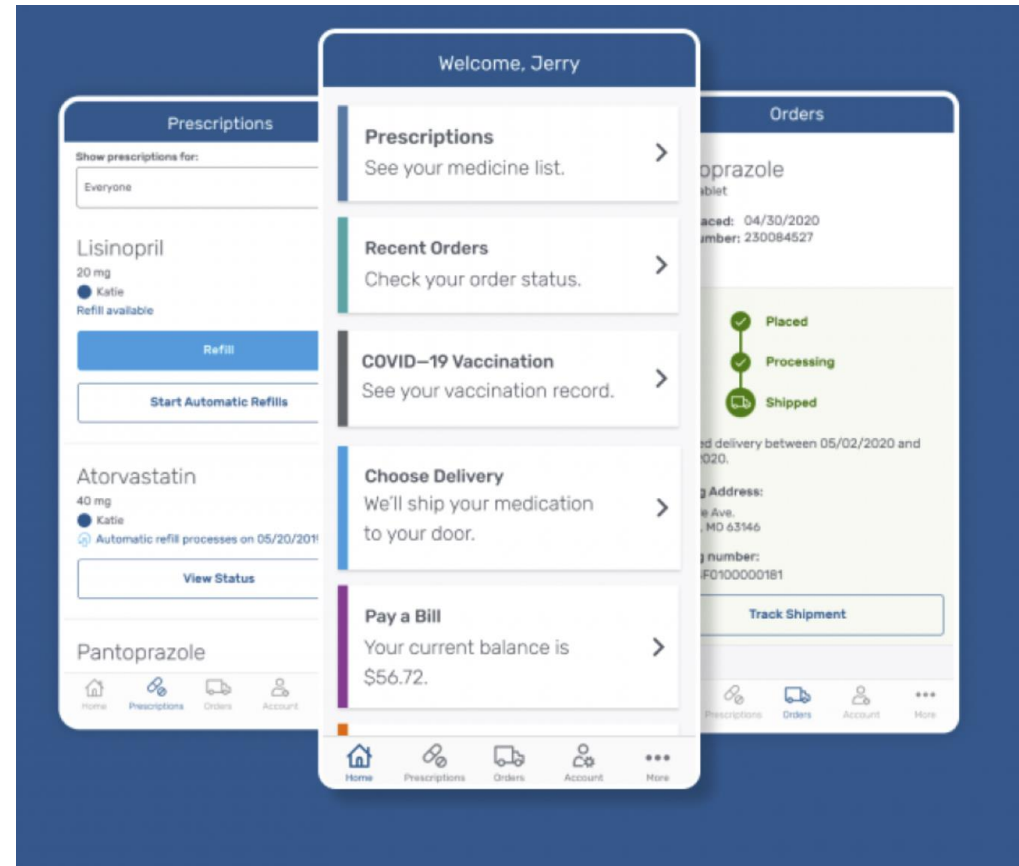 Prescriptions
Show prescriptions for:
Everyone
Lisinopril
20 mg
Katie
Refill available
Refill
Start Automatic Refills
Atorvastatin
40 mg
Katie
Automatic refill processes on 05/20/201
View Status
Pantoprazole
Home
Prescriptions
Orders
Account
Welcome, Jerry
Prescriptions
See your medicine list.
Recent Orders
Check your order status.
COVID—19 Vaccination
See your vaccination record.
Choose Delivery
We'll ship your medication
to your door.
Pay a Bill
Your current balance is
$56.72.
Home
Prescriptions
Orders
Account
More
Orders
oprazole
ablet
aced: 04/30/2020
umber: 230084527
Placed
Processing
Shipped
ed delivery between 05/02/2020 and
2020.
g Address:
e Ave.
, MD 63146
g number:
F0100000181
Track Shipment
Prescriptions
Orders
Account
More